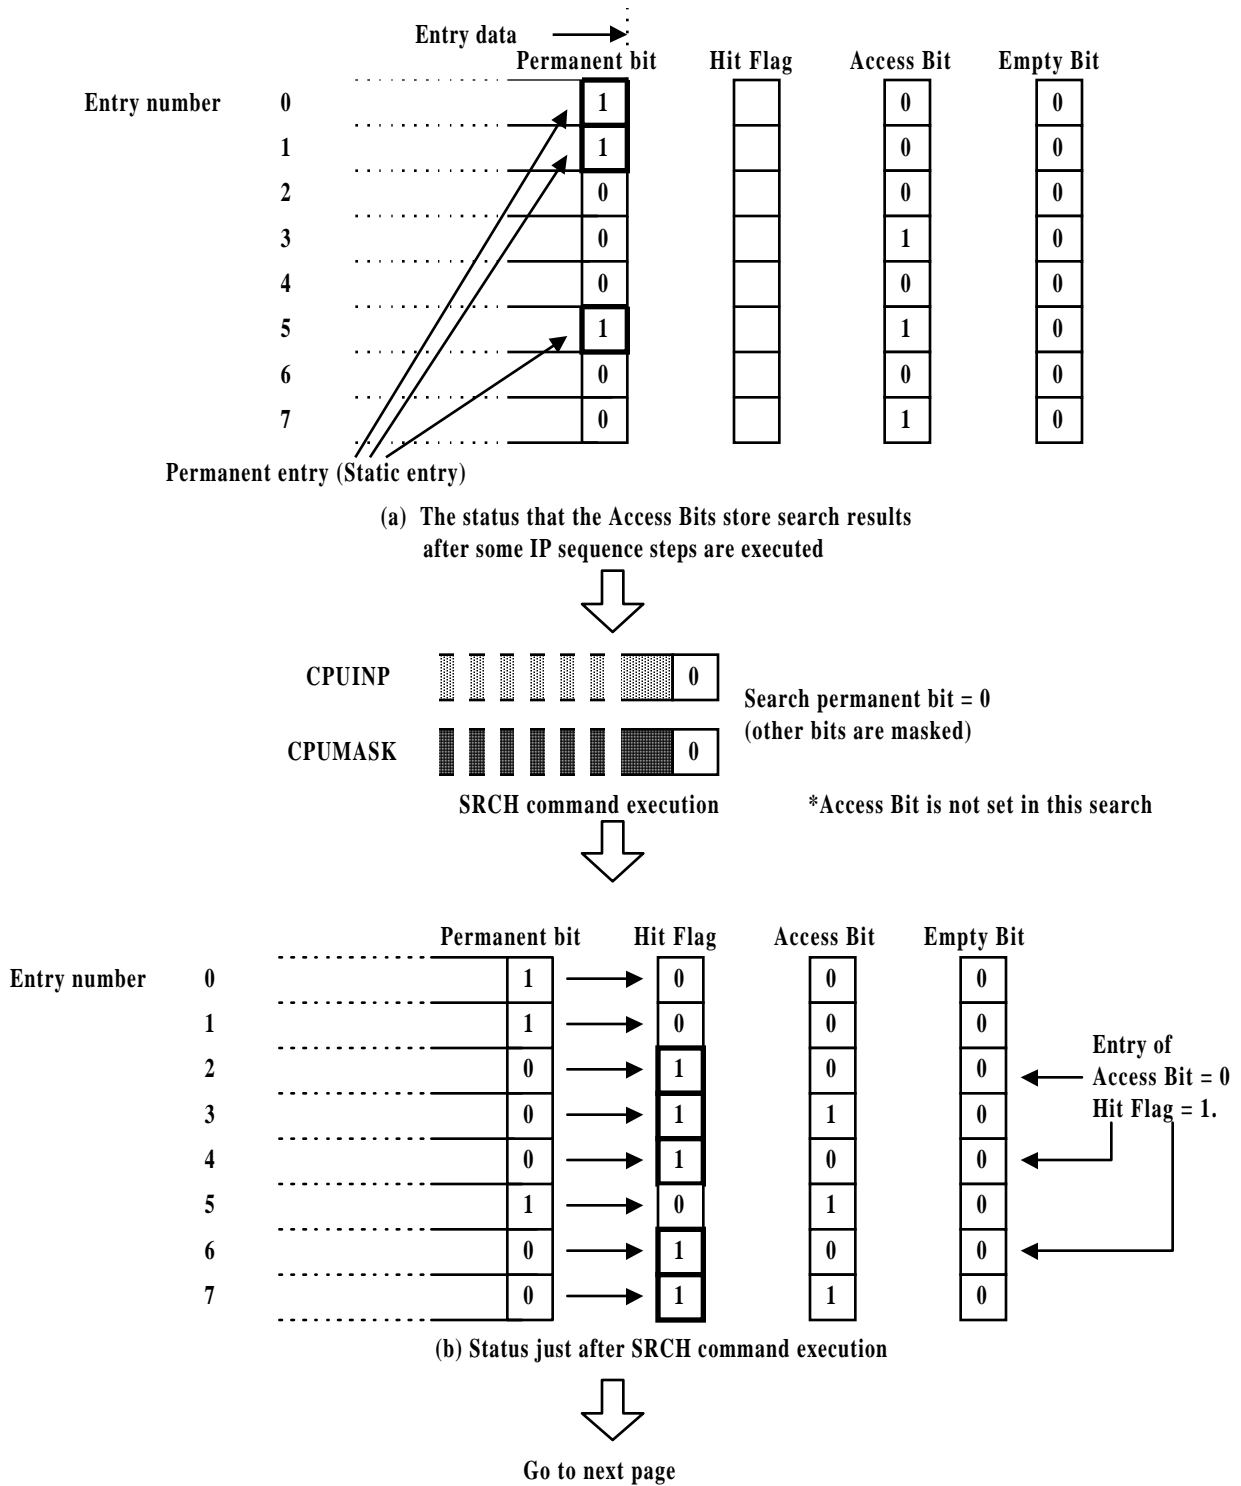 Entry data
Permanent bit Hit Flag Access Bit Empty Bit
Entry number 0 1 0 0
1 1 0 0
2 0 0 0
3 0 1 0
4 0 0 0
5 1 1 0
6 0 0 0
7 0 1 0
Permanent entry (Static entry)
(a) The status that the Access Bits store search results
after some IP sequence steps are executed
CPUINP 0
Search permanent bit = 0
(other bits are masked)
CPUMASK 0
SRCH command execution *Access Bit is not set in this search
Permanent bit Hit Flag Access Bit Empty Bit
Entry number 0 1 0 0 0
1 1 0 0 0
2 0 1 0 0
3 0 1 1 0
4 0 1 0 0
5 1 0 1 0
6 0 1 0 0
7 0 1 1 0
Entry of
Access Bit = 0
Hit Flag = 1.
(b) Status just after SRCH command execution
Go to next page